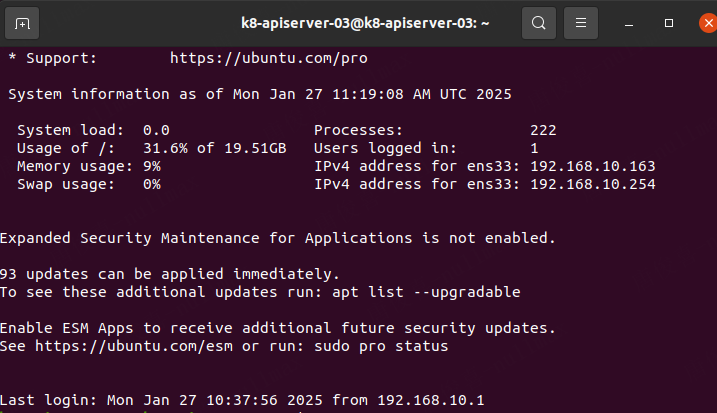 k8-apiserver-03@k8-apiserver-03: ~
* Support:        https://ubuntu.com/pro
System information as of Mon Jan 27 11:19:08 AM UTC 2025
System load:  0.0                Processes:              222
Usage of /:   31.6% of 19.51GB   Users logged in:        1
Memory usage: 9%                 IPv4 address for ens33: 192.168.10.163
Swap usage:   0%                 IPv4 address for ens33: 192.168.10.254
Expanded Security Maintenance for Applications is not enabled.
93 updates can be applied immediately.
To see these additional updates run: apt list --upgradable
Enable ESM Apps to receive additional future security updates.
See https://ubuntu.com/esm or run: sudo pro status
Last login: Mon Jan 27 10:37:56 2025 from 192.168.10.1